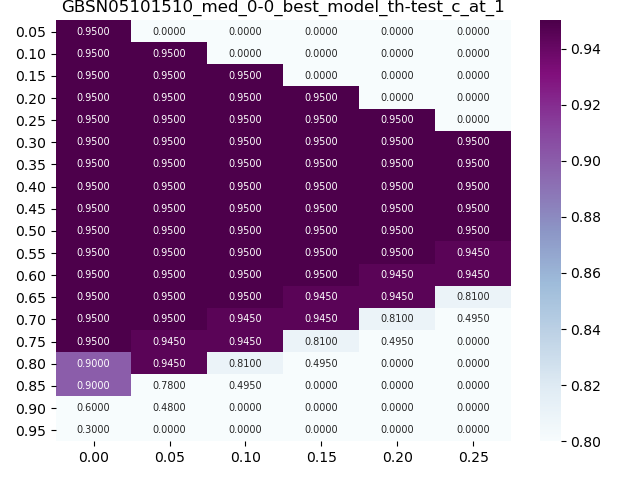 GBSN05101510_med_0-0_best_model_th-test_c_at_1
0.05 0.9500 0.0000 0.0000 0.0000 0.0000 0.0000
0.10 0.9500 0.9500 0.0000 0.0000 0.0000 0.0000
0.15 0.9500 0.9500 0.9500 0.0000 0.0000 0.0000
0.20 0.9500 0.9500 0.9500 0.9500 0.0000 0.0000
0.25 0.9500 0.9500 0.9500 0.9500 0.9500 0.0000
0.30 0.9500 0.9500 0.9500 0.9500 0.9500 0.9500
0.35 0.9500 0.9500 0.9500 0.9500 0.9500 0.9500
0.40 0.9500 0.9500 0.9500 0.9500 0.9500 0.9500
0.45 0.9500 0.9500 0.9500 0.9500 0.9500 0.9500
0.50 0.9500 0.9500 0.9500 0.9500 0.9500 0.9500
0.55 0.9500 0.9500 0.9500 0.9500 0.9500 0.9450
0.60 0.9500 0.9500 0.9500 0.9500 0.9450 0.9450
0.65 0.9500 0.9500 0.9500 0.9450 0.9450 0.8100
0.70 0.9500 0.9500 0.9450 0.9450 0.8100 0.4950
0.75 0.9500 0.9450 0.9450 0.8100 0.4950 0.0000
0.80 0.9000 0.9450 0.8100 0.4950 0.0000 0.0000
0.85 0.9000 0.7800 0.4950 0.0000 0.0000 0.0000
0.90 0.6000 0.4800 0.0000 0.0000 0.0000 0.0000
0.95 0.3000 0.0000 0.0000 0.0000 0.0000 0.0000
0.00 0.05 0.10 0.15 0.20 0.25
0.94
0.92
0.90
0.88
0.86
0.84
0.82
0.80